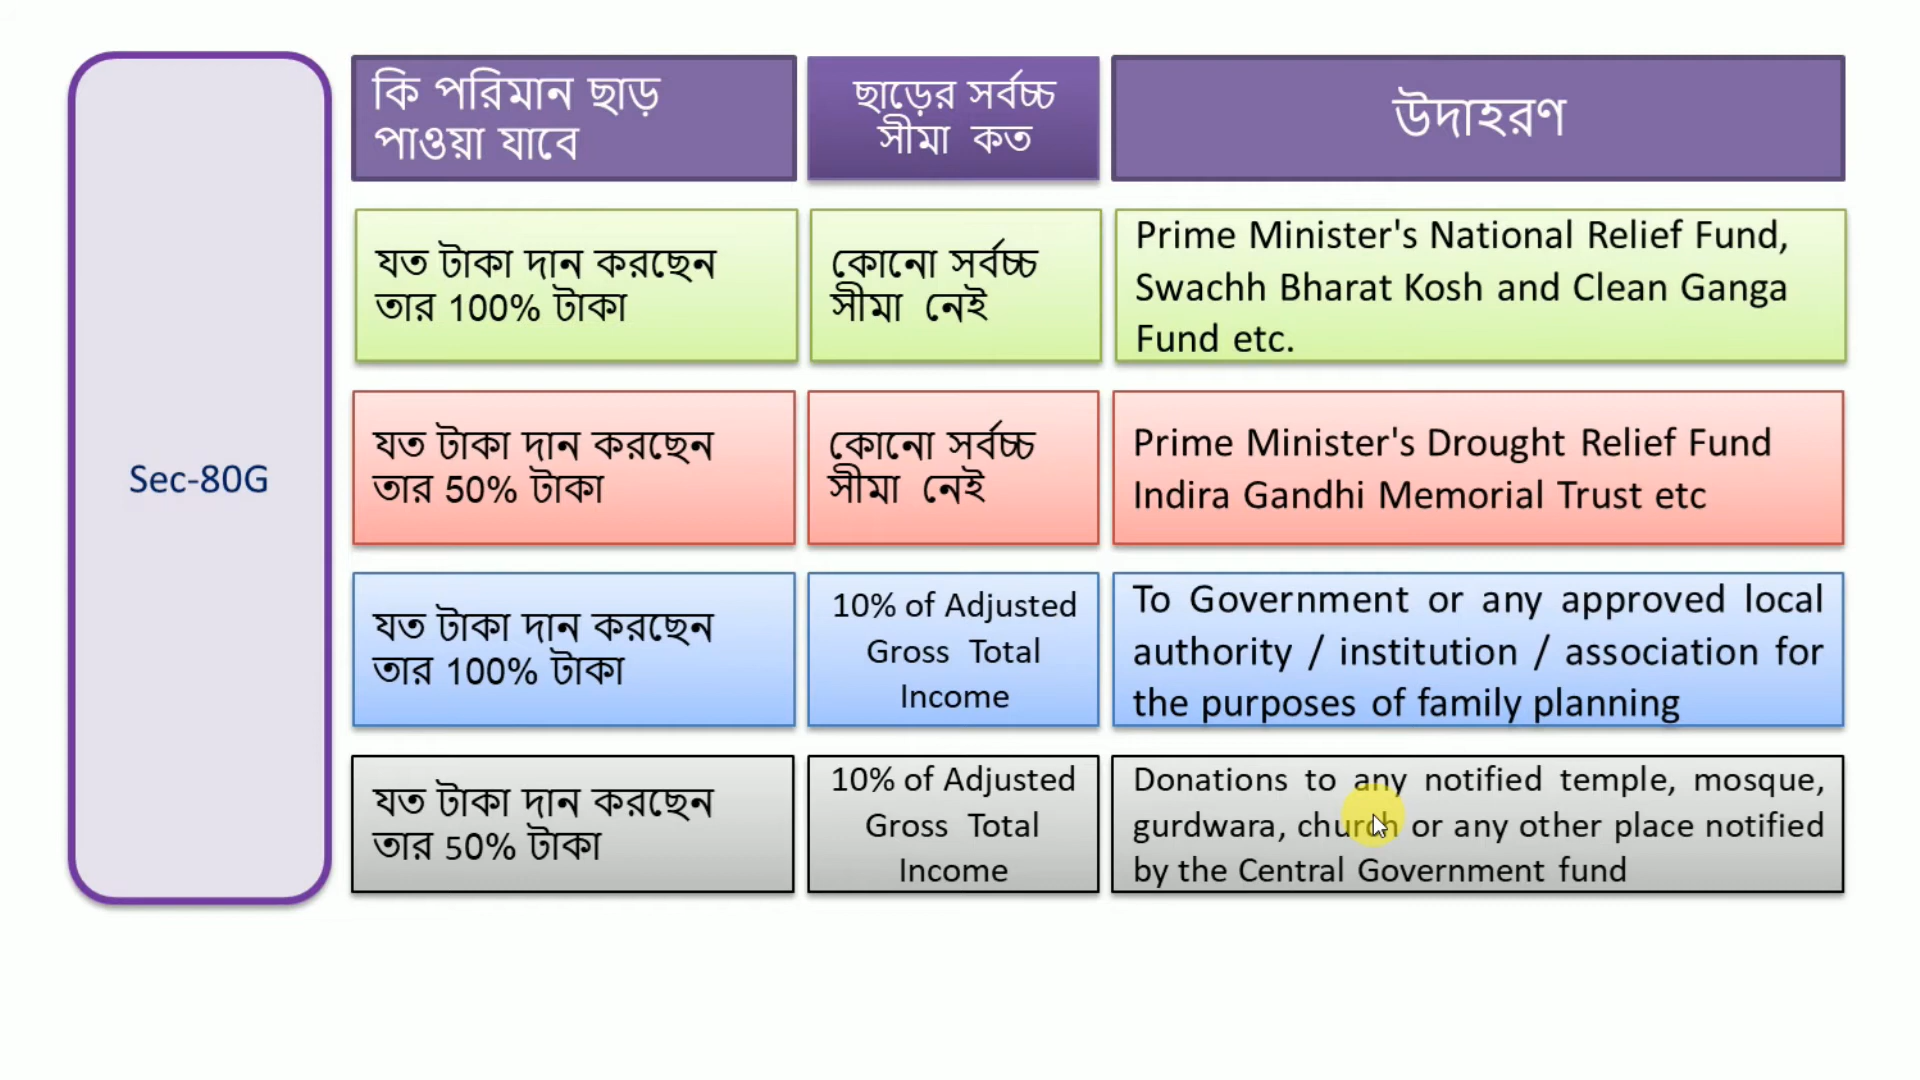 Sec-80G
কি পরিমান ছাড়
পাওয়া যাবে
ছাড়ের সর্বচ্চ
সীমা কত
উদাহরণ
যত টাকা দান করছেন
তার 100% টাকা
কোনো সর্বচ্চ
সীমা নেই
Prime Minister's National Relief Fund,
Swachh Bharat Kosh and Clean Ganga
Fund etc.
যত টাকা দান করছেন
তার 50% টাকা
কোনো সর্বচ্চ
সীমা নেই
Prime Minister's Drought Relief Fund
Indira Gandhi Memorial Trust etc
যত টাকা দান করছেন
তার 100% টাকা
10% of Adjusted
Gross Total
Income
To Government or any approved local
authority / institution / association for
the purposes of family planning
যত টাকা দান করছেন
তার 50% টাকা
10% of Adjusted
Gross Total
Income
Donations to any notified temple, mosque,
gurdwara, church or any other place notified
by the Central Government fund